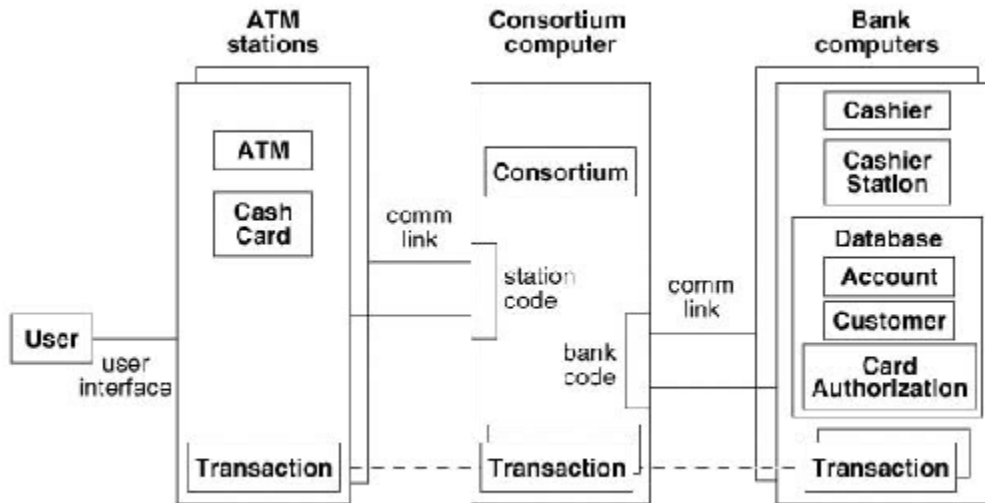 ATM
stations
Consortium
computer
Bank
computers
Cashier
ATM
Consortium
Cashier
Station
Cash
Card
comm
link
Database
station
code
comm
link
Account
Customer
User
user
interface
bank
code
Card
Authorization
Transaction
Transaction
Transaction